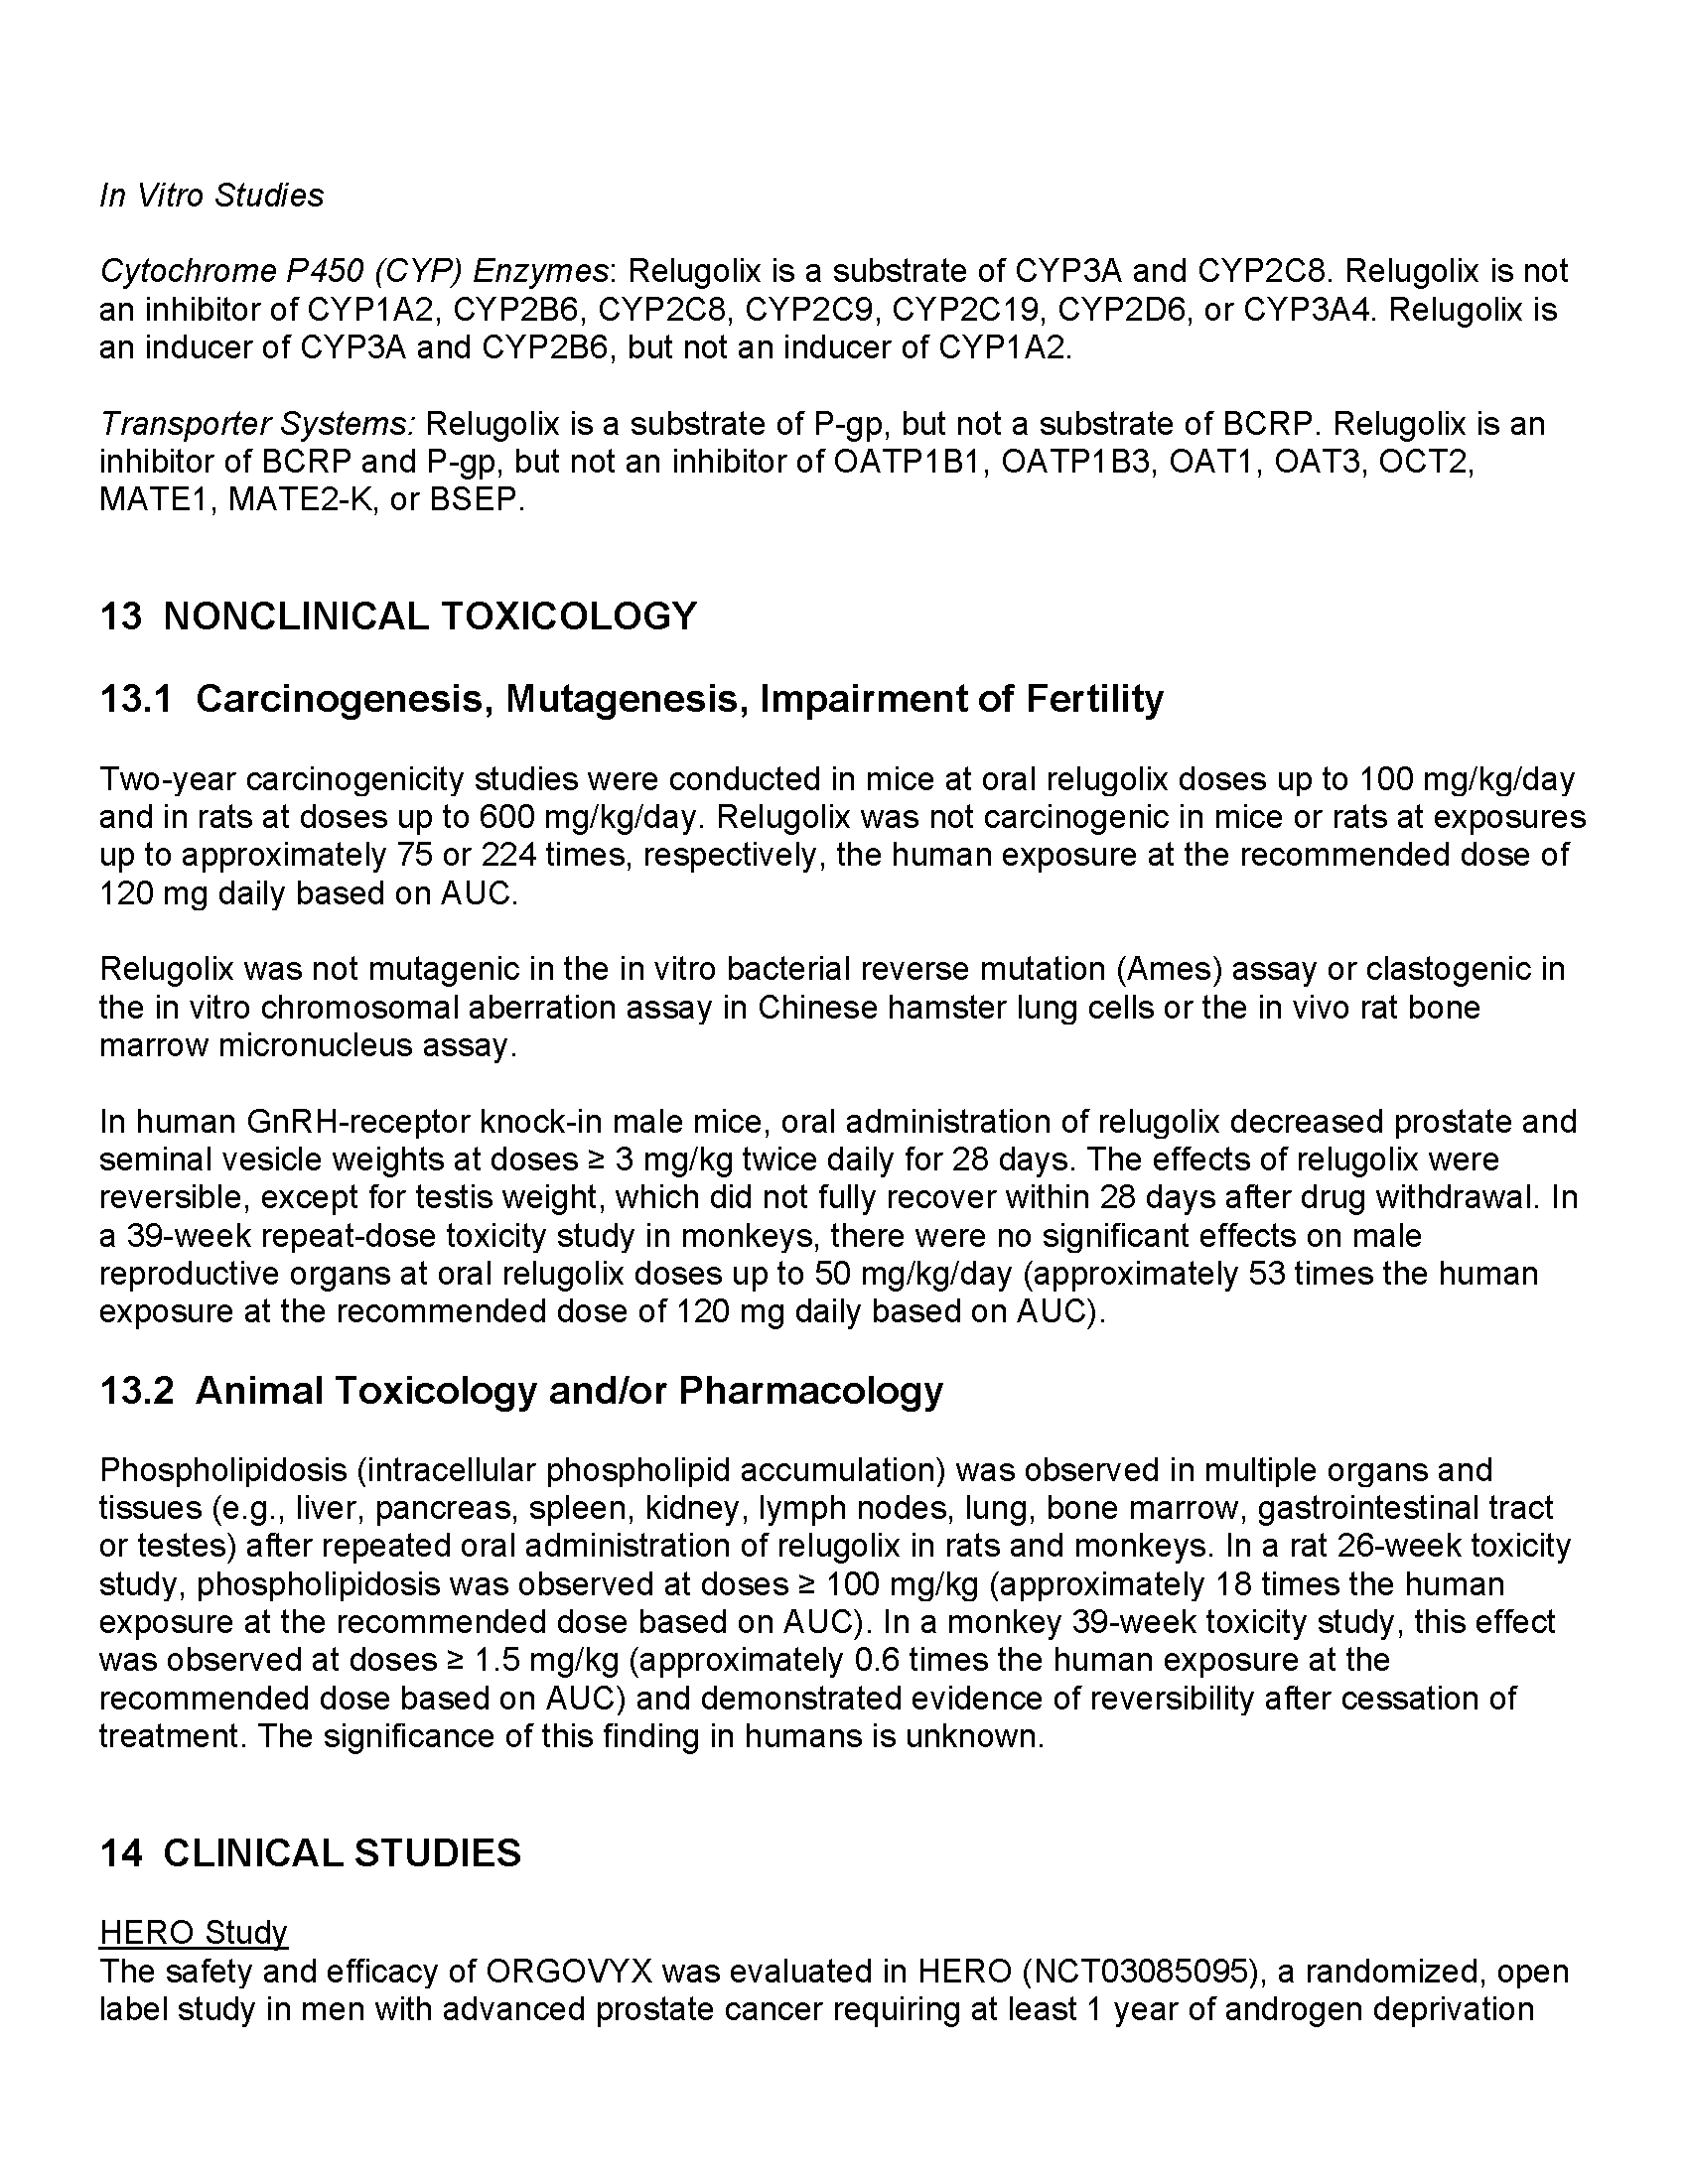 In Vitro Studies
Cytochrome P450 (CYP) Enzymes: Relugolix is a substrate of CYP3A and CYP2C8. Relugolix is not
an inhibitor of CYP1A2, CYP2B6, CYP2C8, CYP2C9, CYP2C19, CYP2D6, or CYP3A4. Relugolix is
an inducer of CYP3A and CYP2B6, but not an inducer of CYP1A2.
Transporter Systems: Relugolix is a substrate of P-gp, but not a substrate of BCRP. Relugolix is an
inhibitor of BCRP and P-gp, but not an inhibitor of OATP1B1, OATP1B3, OAT1, OAT3, OCT2,
MATE1, MATE2-K, or BSEP.
13 NONCLINICAL TOXICOLOGY
13.1 Carcinogenesis, Mutagenesis, Impairment of Fertility
Two-year carcinogenicity studies were conducted in mice at oral relugolix doses up to 100 mg/kg/day
and in rats at doses up to 600 mg/kg/day. Relugolix was not carcinogenic in mice or rats at exposures
up to approximately 75 or 224 times, respectively, the human exposure at the recommended dose of
120 mg daily based on AUC.
Relugolix was not mutagenic in the in vitro bacterial reverse mutation (Ames) assay or clastogenic in
the in vitro chromosomal aberration assay in Chinese hamster lung cells or the in vivo rat bone
marrow micronucleus assay.
In human GnRH-receptor knock-in male mice, oral administration of relugolix decreased prostate and
seminal vesicle weights at doses ≥ 3 mg/kg twice daily for 28 days. The effects of relugolix were
reversible, except for testis weight, which did not fully recover within 28 days after drug withdrawal. In
a 39-week repeat-dose toxicity study in monkeys, there were no significant effects on male
reproductive organs at oral relugolix doses up to 50 mg/kg/day (approximately 53 times the human
exposure at the recommended dose of 120 mg daily based on AUC).
13.2 Animal Toxicology and/or Pharmacology
Phospholipidosis (intracellular phospholipid accumulation) was observed in multiple organs and
tissues (e.g., liver, pancreas, spleen, kidney, lymph nodes, lung, bone marrow, gastrointestinal tract
or testes) after repeated oral administration of relugolix in rats and monkeys. In a rat 26-week toxicity
study, phospholipidosis was observed at doses ≥ 100 mg/kg (approximately 18 times the human
exposure at the recommended dose based on AUC). In a monkey 39-week toxicity study, this effect
was observed at doses ≥ 1.5 mg/kg (approximately 0.6 times the human exposure at the
recommended dose based on AUC) and demonstrated evidence of reversibility after cessation of
treatment. The significance of this finding in humans is unknown.
14 CLINICAL STUDIES
HERO Study
The safety and efficacy of ORGOVYX was evaluated in HERO (NCT03085095), a randomized, open
label study in men with advanced prostate cancer requiring at least 1 year of androgen deprivation